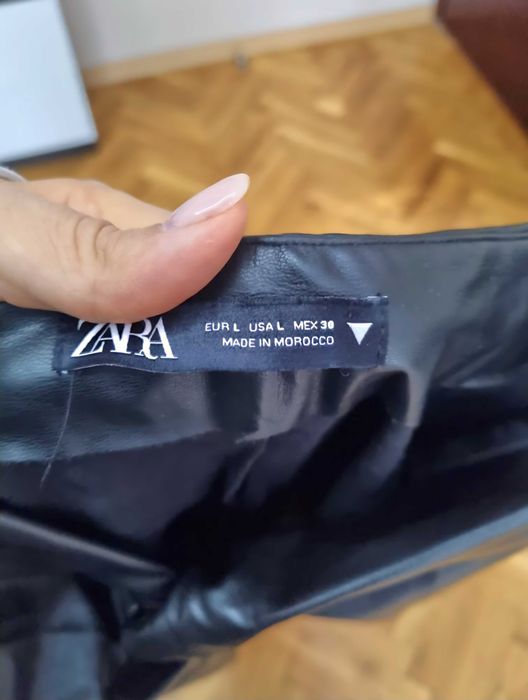 ZARA
EUR L USA L MEX 30
MADE IN MOROCCO